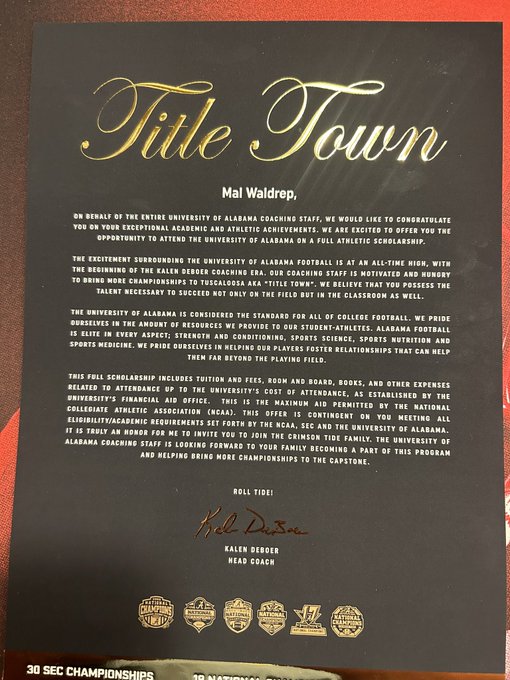 Title Town
Mal Waldrep,
ON BEHALF OF THE ENTIRE UNIVERSITY OF ALABAMA COACHING STAFF, WE WOULD LIKE TO CONGRATULATE
YOU ON YOUR EXCEPTIONAL ACADEMIC AND ATHLETIC ACHIEVEMENTS. WE ARE EXCITED TO OFFER YOU THE
OPPORTUNITY TO ATTEND THE UNIVERSITY OF ALABAMA ON A FULL ATHLETIC SCHOLARSHIP.
THE EXCITEMENT SURROUNDING THE UNIVERSITY OF ALABAMA FOOTBALL IS AT AN ALL-TIME HIGH, WITH
THE BEGINNING OF THE KALEN DEBOER COACHING ERA. OUR COACHING STAFF IS MOTIVATED AND HUNGRY
TO BRING MORE CHAMPIONSHIPS TO TUSCALOOSA AKA "TITLE TOWN". WE BELIEVE THAT YOU POSSESS THE
TALENT NECESSARY TO SUCCEED NOT ONLY ON THE FIELD BUT IN THE CLASSROOM AS WELL.
THE UNIVERSITY OF ALABAMA IS CONSIDERED THE STANDARD FOR ALL OF COLLEGE FOOTBALL. WE PRIDE
OURSELVES IN THE AMOUNT OF RESOURCES WE PROVIDE TO OUR STUDENT-ATHLETES. ALABAMA FOOTBALL
IS ELITE IN EVERY ASPECT; STRENGTH AND CONDITIONING, SPORTS SCIENCE, SPORTS NUTRITION AND
SPORTS MEDICINE. WE PRIDE OURSELVES IN HELPING OUR PLAYERS FOSTER RELATIONSHIPS THAT CAN HELP
THEM FAR BEYOND THE PLAYING FIELD.
THIS FULL SCHOLARSHIP INCLUDES TUITION AND FEES, ROOM AND BOARD, BOOKS, AND OTHER EXPENSES
RELATED TO ATTENDANCE UP TO THE UNIVERSITY'S COST OF ATTENDANCE, AS ESTABLISHED BY THE
UNIVERSITY'S FINANCIAL AID OFFICE. THIS IS THE MAXIMUM AID PERMITTED BY THE NATIONAL
COLLEGIATE ATHLETIC ASSOCIATION (NCAA). THIS OFFER IS CONTINGENT ON YOU MEETING ALL
ELIGIBILITY/ACADEMIC REQUIREMENTS SET FORTH BY THE NCAA, SEC AND THE UNIVERSITY OF ALABAMA.
IT IS TRULY AN HONOR FOR ME TO INVITE YOU TO JOIN THE CRIMSON TIDE FAMILY. THE UNIVERSITY OF
ALABAMA COACHING STAFF IS LOOKING FORWARD TO YOUR FAMILY BECOMING A PART OF THIS PROGRAM
AND HELPING BRING MORE CHAMPIONSHIPS TO THE CAPSTONE.
ROLL TIDE!
Kalen DeBoer
KALEN DEBOER
HEAD COACH
30 SEC CHAMPIONSHIPS